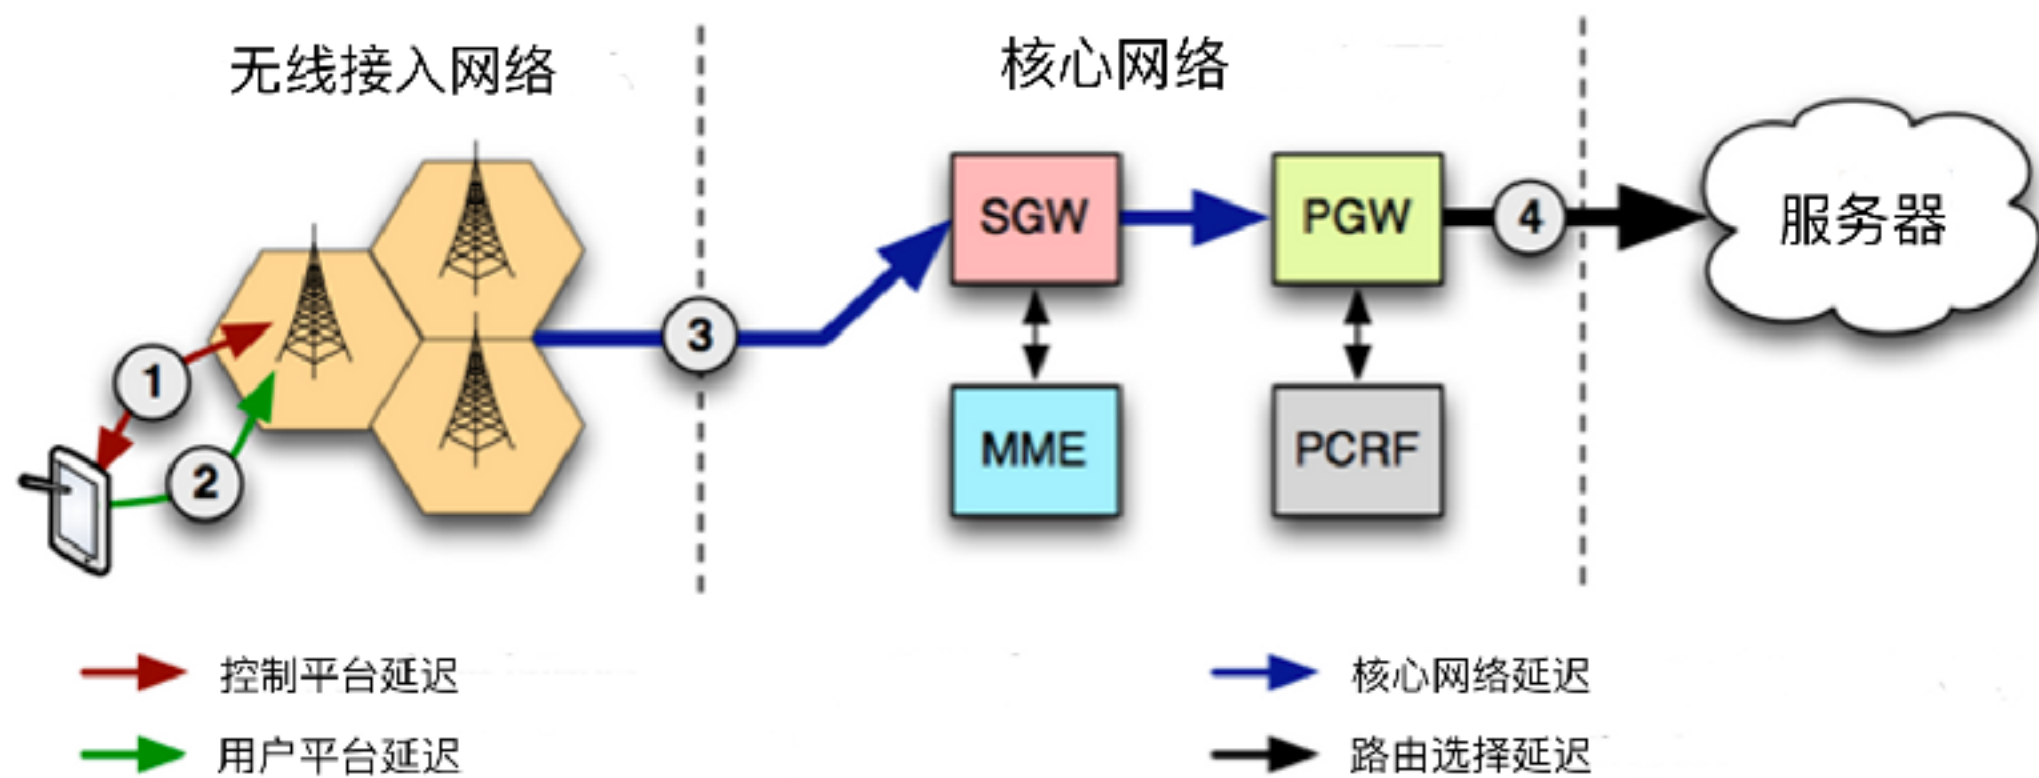 无线接入网络
核心网络
SGW
PGW
4
服务器
3
1
MME
PCRF
2
控制平台延迟
核心网络延迟
用户平台延迟
路由选择延迟